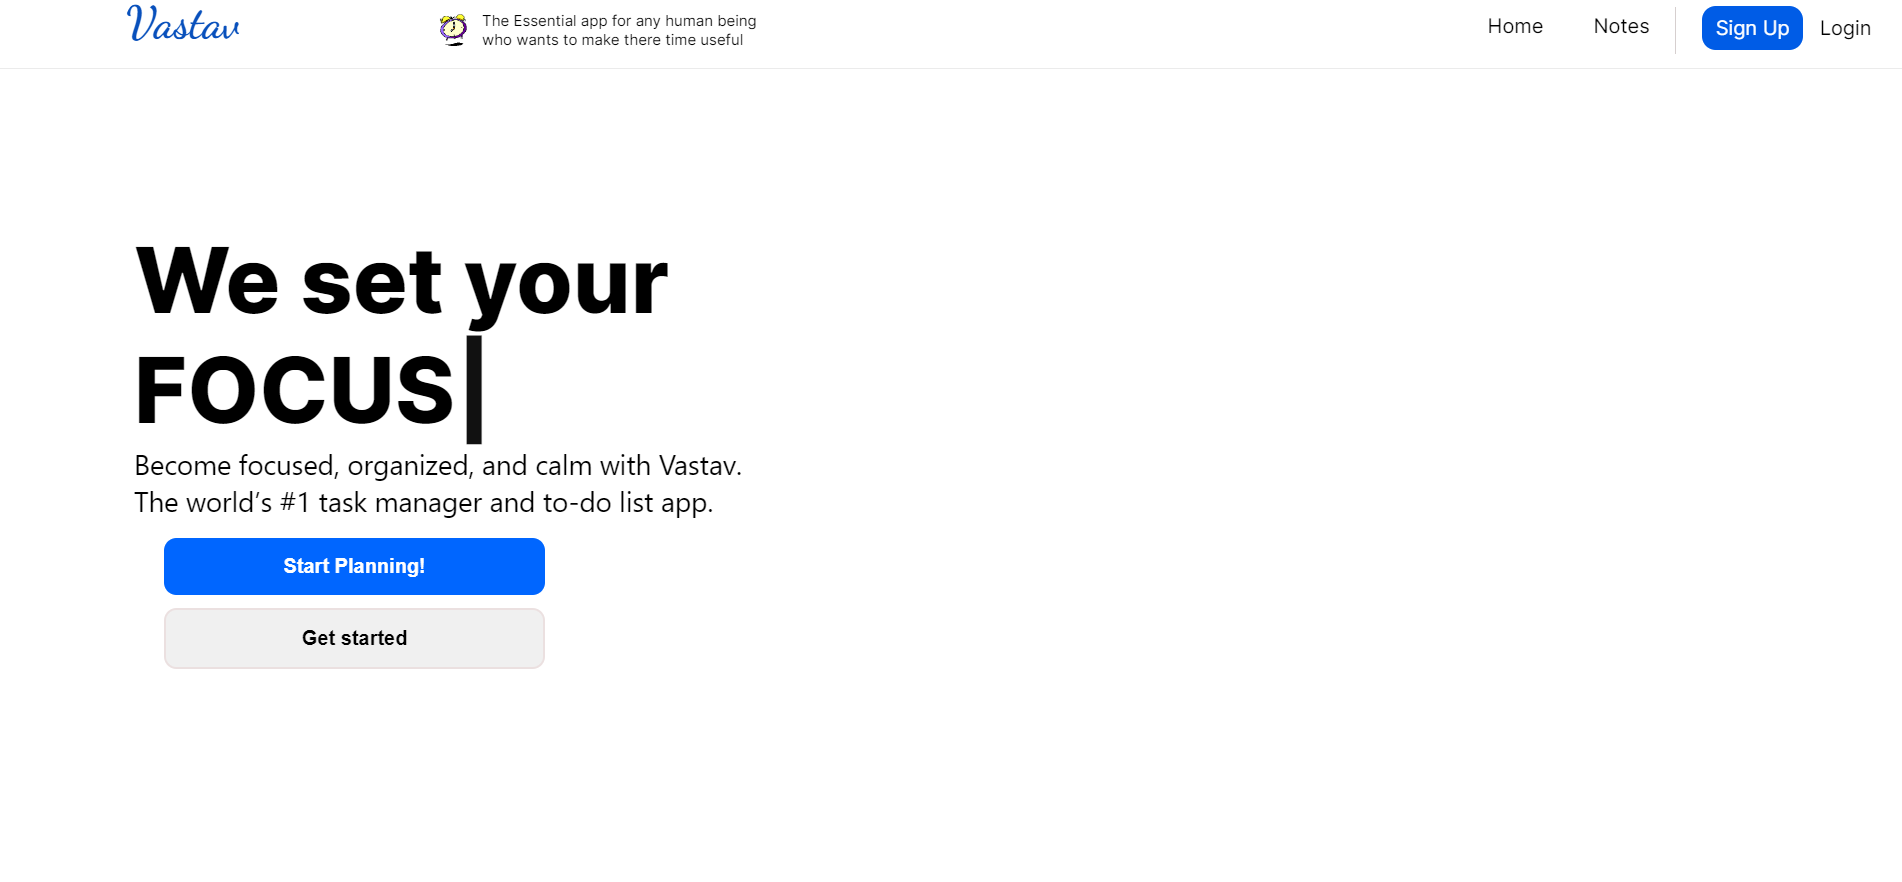 Vastav
The Essential app for any human being
who wants to make there time useful
Home
Notes
Sign Up
Login
We set your
FOCUS|
Become focused, organized, and calm with Vastav.
The world’s #1 task manager and to-do list app.
Start Planning!
Get started